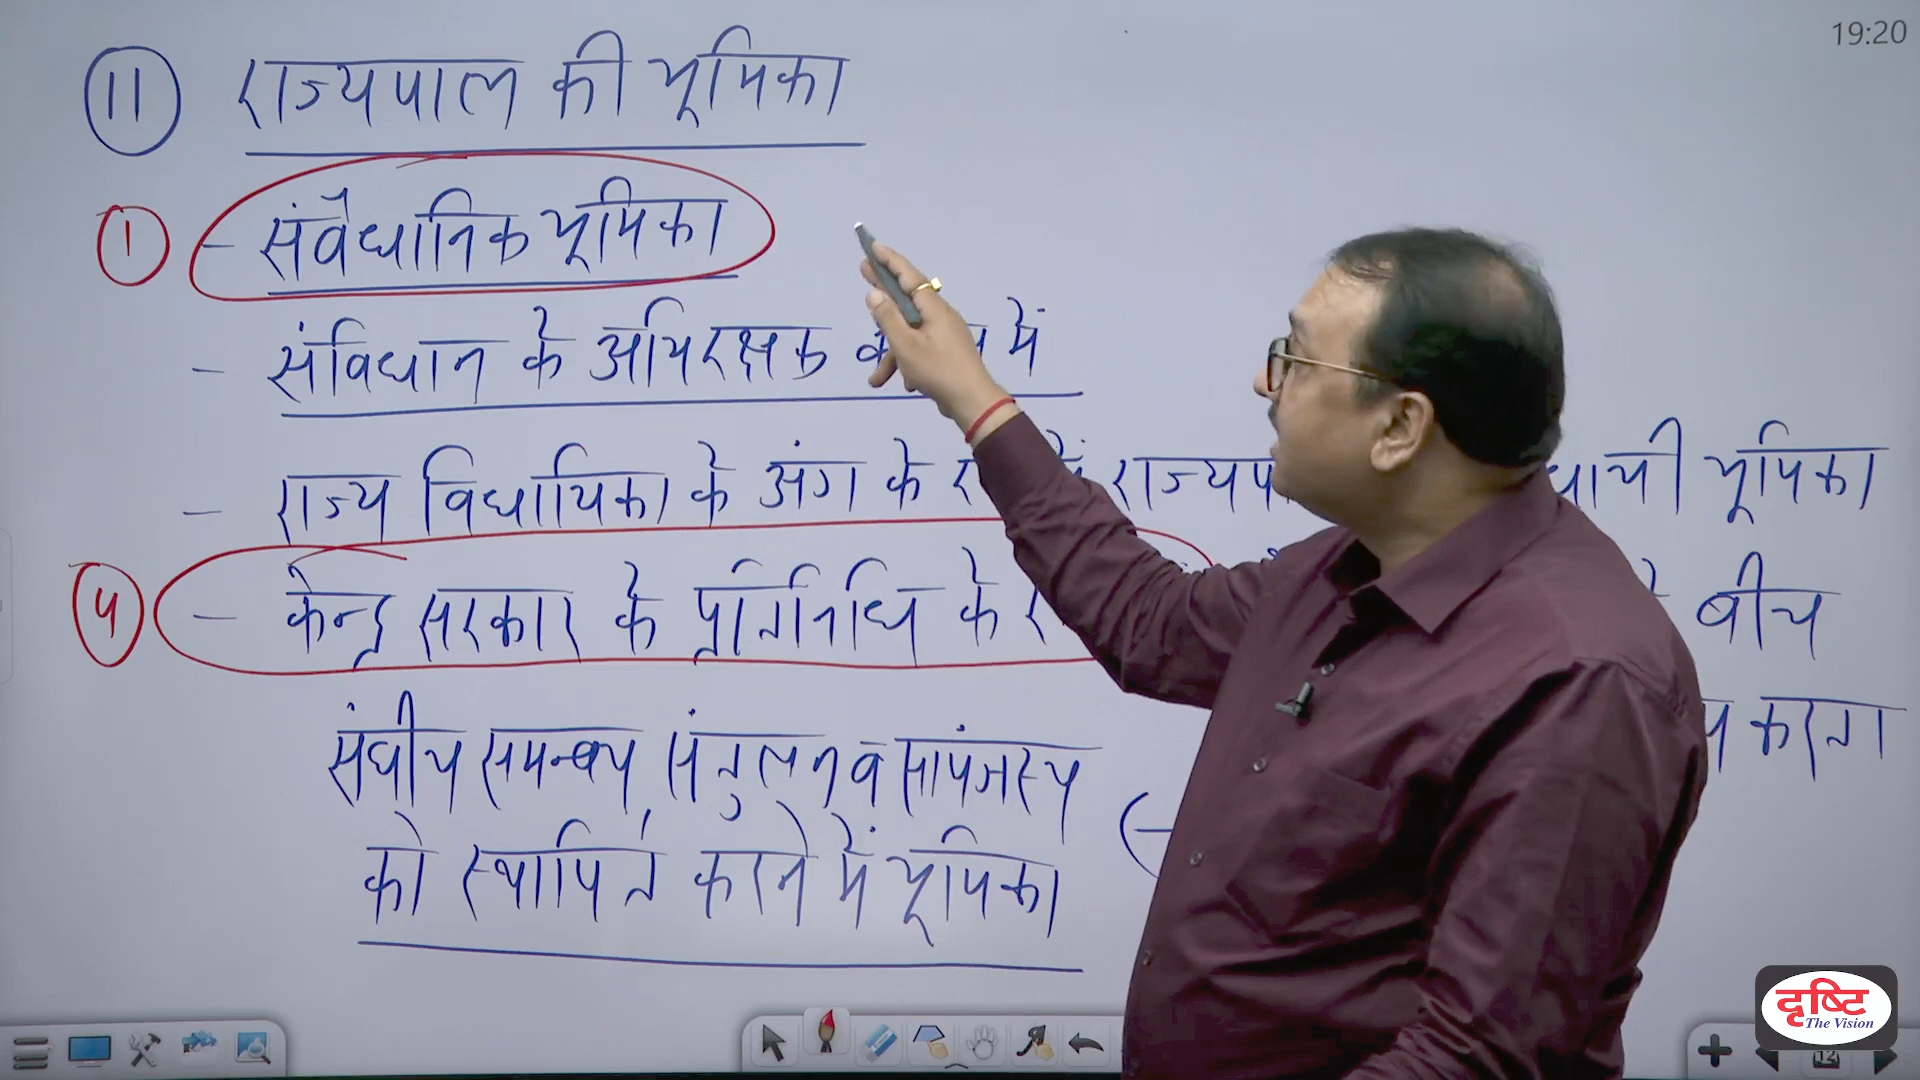 19:20
11 राज्यपाल की भूमिका
1 - संवैधानिक भूमिका
- संविधान के अभिरक्षक में
- राज्य विधायिका के अंग के भूमिका
4 - केन्द्र सरकार के प्रतिनिधि के बीच
संघीय समन्वय, संतुलन व सामंजस्य करना
को स्थापित करने में भूमिका
दृष्टि
The Vision
12